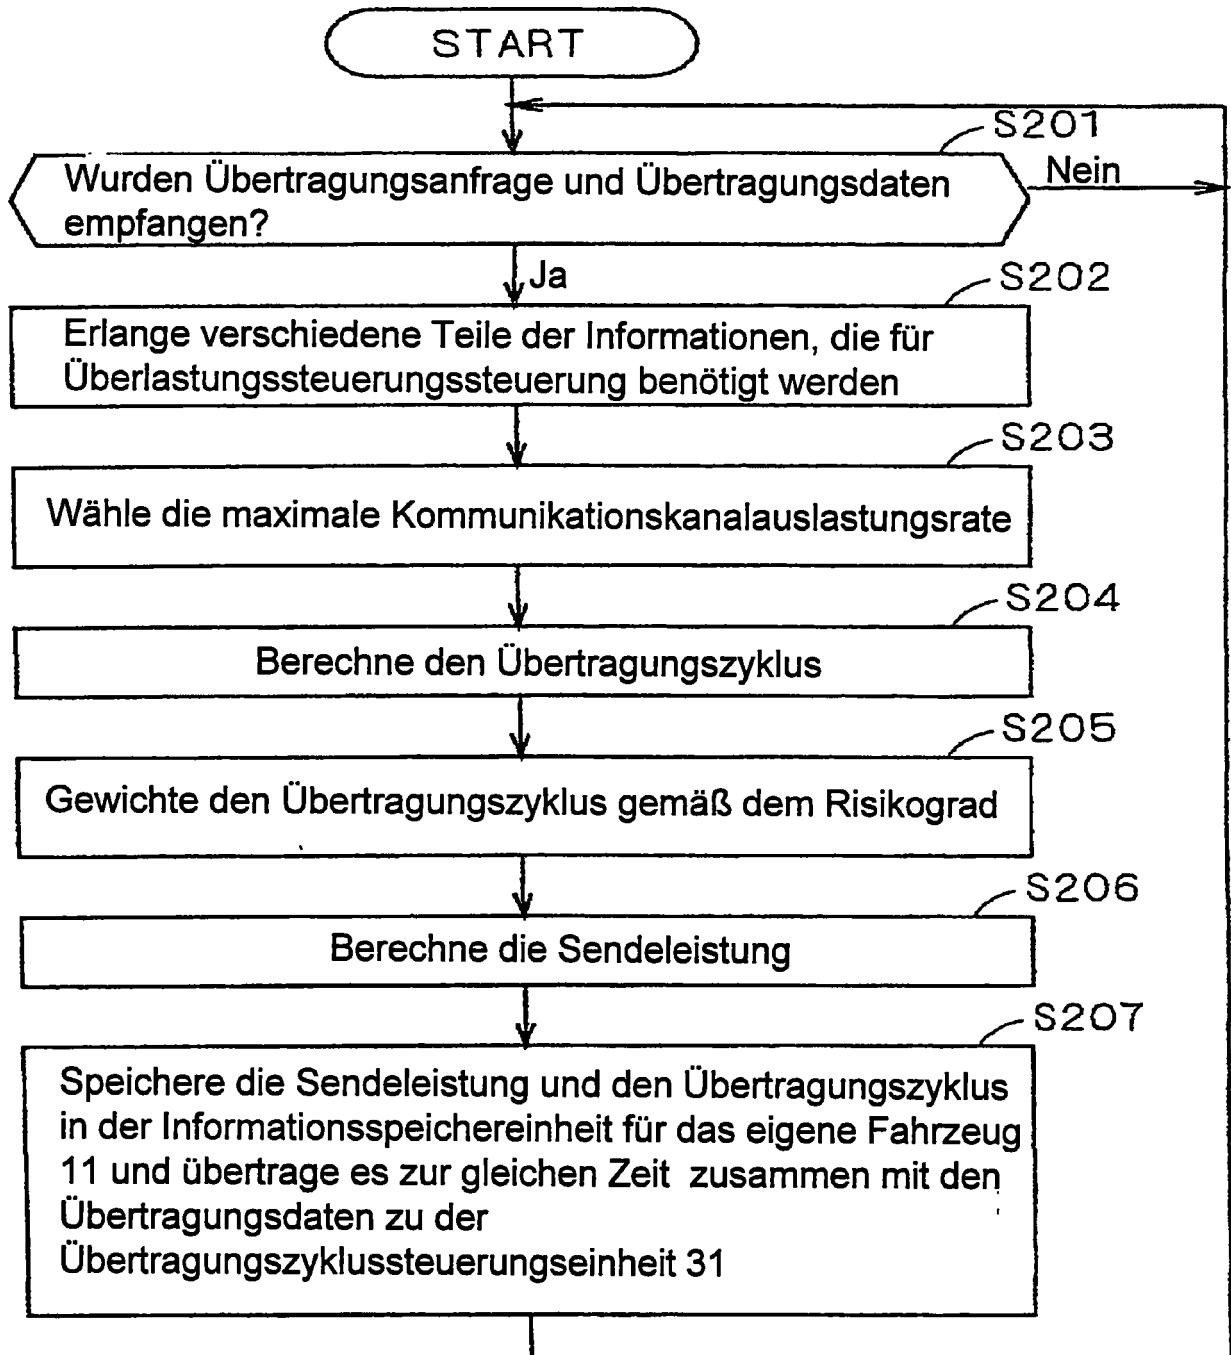 START
S201
Wurden Übertragungsanfrage und Übertragungsdaten
empfangen?
Nein
Ja
S202
Erlange verschiedene Teile der Informationen, die für
Überlastungssteuerungssteuerung benötigt werden
S203
Wähle die maximale Kommunikationskanalauslastungsrate
S204
Berechne den Übertragungszyklus
S205
Gewichte den Übertragungszyklus gemäß dem Risikograd
S206
Berechne die Sendeleistung
S207
Speichere die Sendeleistung und den Übertragungszyklus
in der Informationsspeichereinheit für das eigene Fahrzeug
11 und übertrage es zur gleichen Zeit zusammen mit den
Übertragungsdaten zu der
Übertragungszyklussteuerungseinheit 31